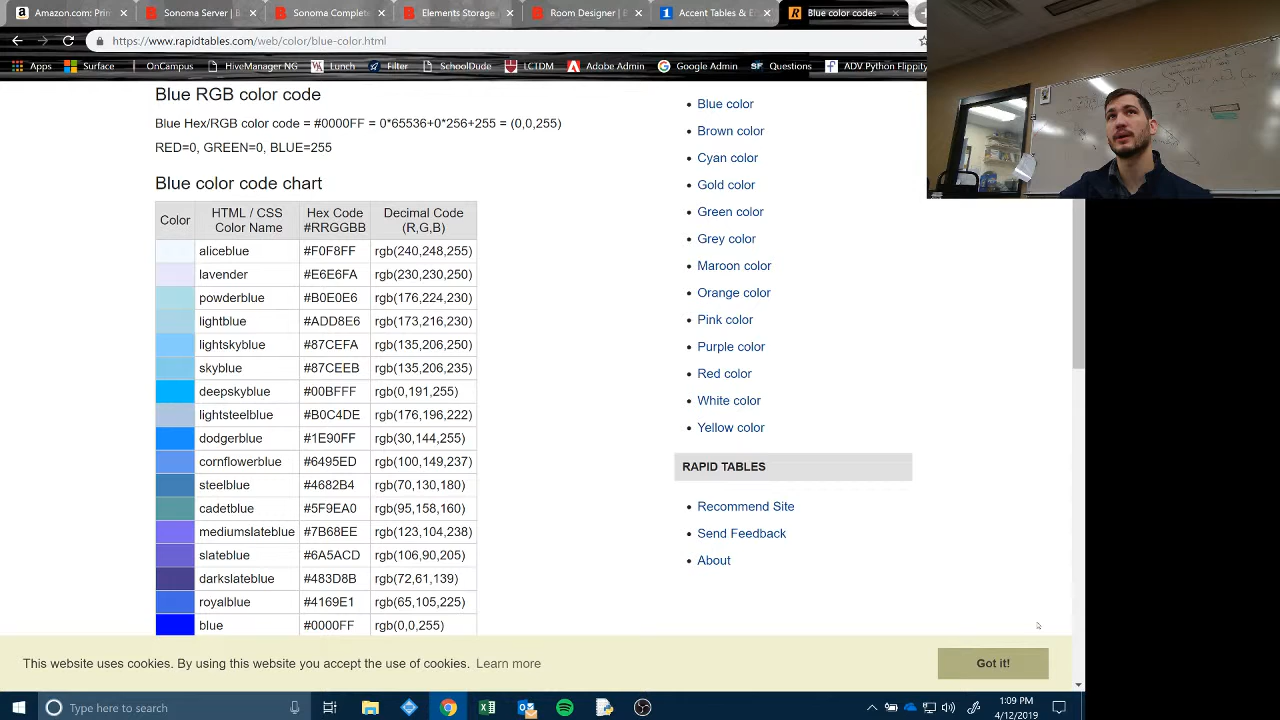 Amazon.com: Prin
Sonoma Server | B
Sonoma Complete
Elements Storage
Room Designer | B
Accent Tables & E
Blue color codes -
https://www.rapidtables.com/web/color/blue-color.html
Apps Surface OnCampus HiveManager NG Lunch Filter SchoolDude LCTDM Adobe Admin Google Admin Questions ADV Python Flippity
Blue RGB color code
Blue Hex/RGB color code = #0000FF = 0*65536+0*256+255 = (0,0,255)
RED=0, GREEN=0, BLUE=255
Blue color code chart
Color HTML / CSS Color Name Hex Code #RRGGBB Decimal Code (R,G,B)
aliceblue #F0F8FF rgb(240,248,255)
lavender #E6E6FA rgb(230,230,250)
powderblue #B0E0E6 rgb(176,224,230)
lightblue #ADD8E6 rgb(173,216,230)
lightskyblue #87CEFA rgb(135,206,250)
skyblue #87CEEB rgb(135,206,235)
deepskyblue #00BFFF rgb(0,191,255)
lightsteelblue #B0C4DE rgb(176,196,222)
dodgerblue #1E90FF rgb(30,144,255)
cornflowerblue #6495ED rgb(100,149,237)
steelblue #4682B4 rgb(70,130,180)
cadetblue #5F9EA0 rgb(95,158,160)
mediumslateblue #7B68EE rgb(123,104,238)
slateblue #6A5ACD rgb(106,90,205)
darkslateblue #483D8B rgb(72,61,139)
royalblue #4169E1 rgb(65,105,225)
blue #0000FF rgb(0,0,255)
Blue color
Brown color
Cyan color
Gold color
Green color
Grey color
Maroon color
Orange color
Pink color
Purple color
Red color
White color
Yellow color
RAPID TABLES
Recommend Site
Send Feedback
About
This website uses cookies. By using this website you accept the use of cookies. Learn more
Got it!
Type here to search
1:09 PM
4/12/2019